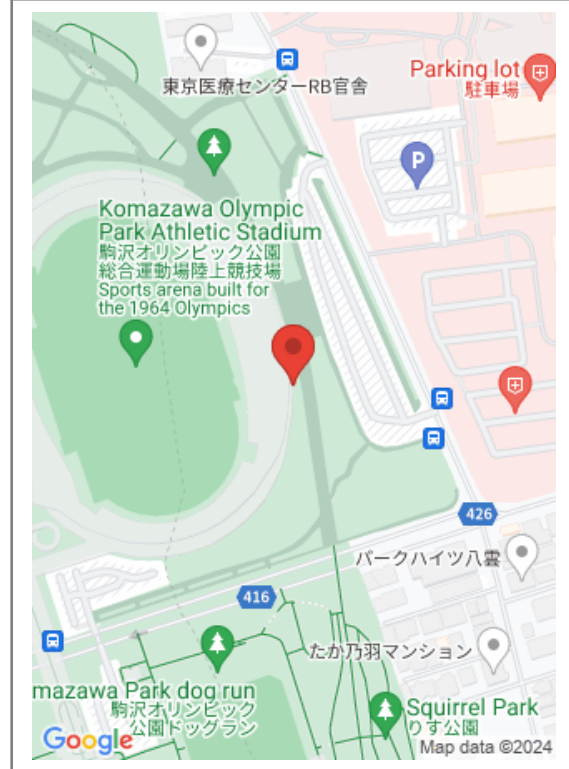 東京医療センターRB官舎
Parking lot
駐車場
P
Komazawa Olympic
Park Athletic Stadium
駒沢オリンピック公園
総合運動場陸上競技場
Sports arena built for
the 1964 Olympics
426
パークハイツ八雲
416
たか乃羽マンション
mazawa Park dog run
駒沢オリンピック
公園ドッグラン
Squirrel Park
りす公園
Google
Map data ©2024